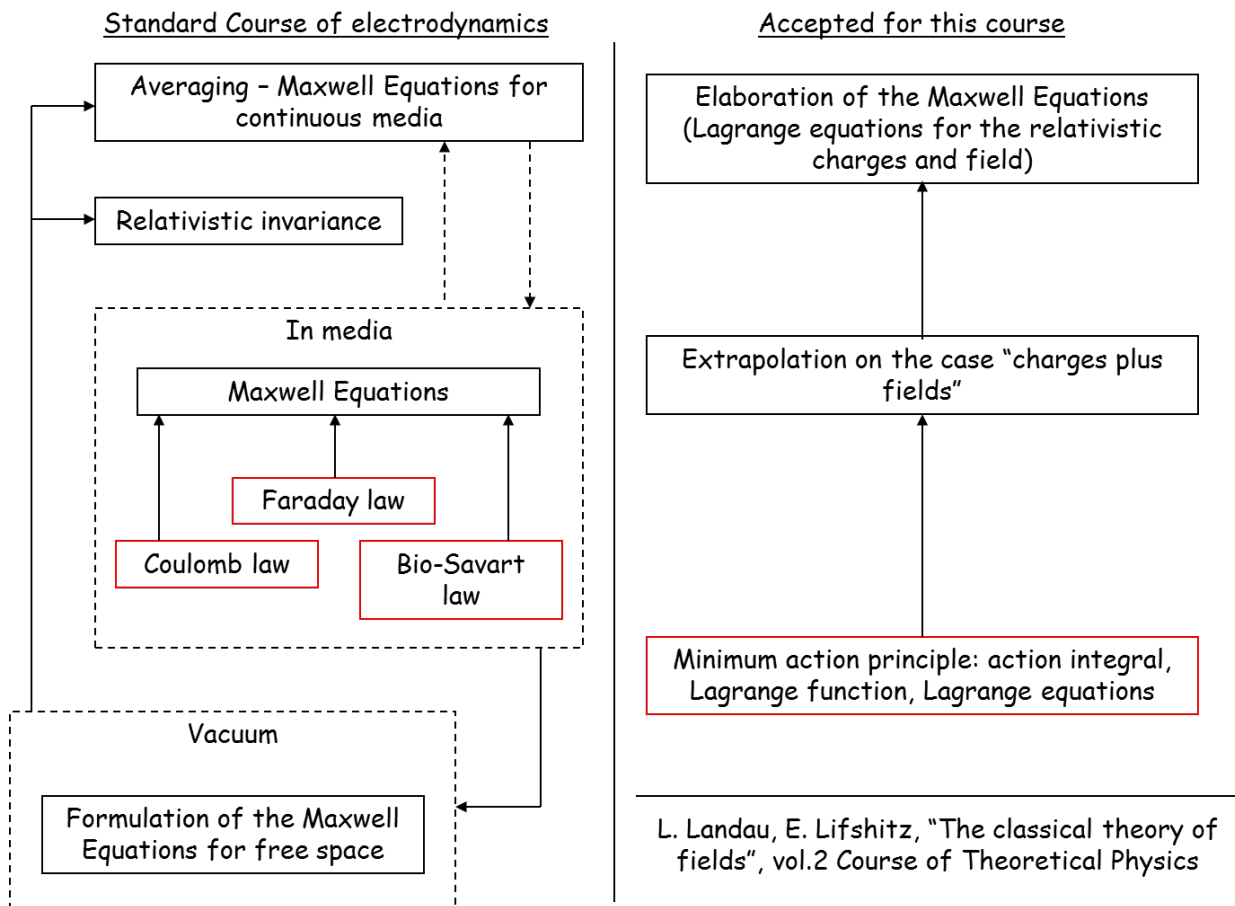 Standard Course of electrodynamics
Averaging – Maxwell Equations for
continuous media
Relativistic invariance
In media
Maxwell Equations
Faraday law
Coulomb law
Bio-Savart
law
Vacuum
Formulation of the Maxwell
Equations for free space
Accepted for this course
Elaboration of the Maxwell Equations
(Lagrange equations for the relativistic
charges and field)
Extrapolation on the case “charges plus
fields”
Minimum action principle: action integral,
Lagrange function, Lagrange equations
L. Landau, E. Lifshitz, “The classical theory of
fields”, vol.2 Course of Theoretical Physics